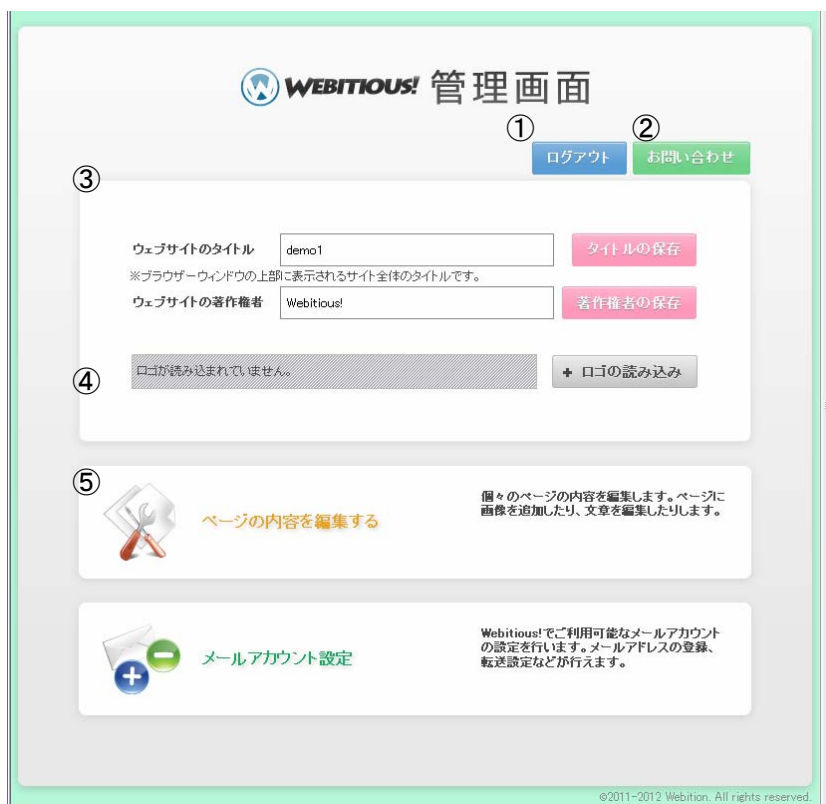 WEBITIOUS! 管理画面
① ②
ログアウト お問い合わせ
③
ウェブサイトのタイトル demo1 タイトルの保存
※ブラウザーウィンドウの上部に表示されるサイト全体のタイトルです。
ウェブサイトの著作権者 Webitious! 著作権者の保存
④ ロゴが読み込まれていません。 + ロゴの読み込み
⑤
ページの内容を編集する
個々のページの内容を編集します。ページに
画像を追加したり、文章を編集したりします。
メールアカウント設定
Webitious!でご利用可能なメールアカウント
の設定を行います。メールアドレスの登録、
転送設定などが行えます。
©2011-2012 Webition. All rights reserved.